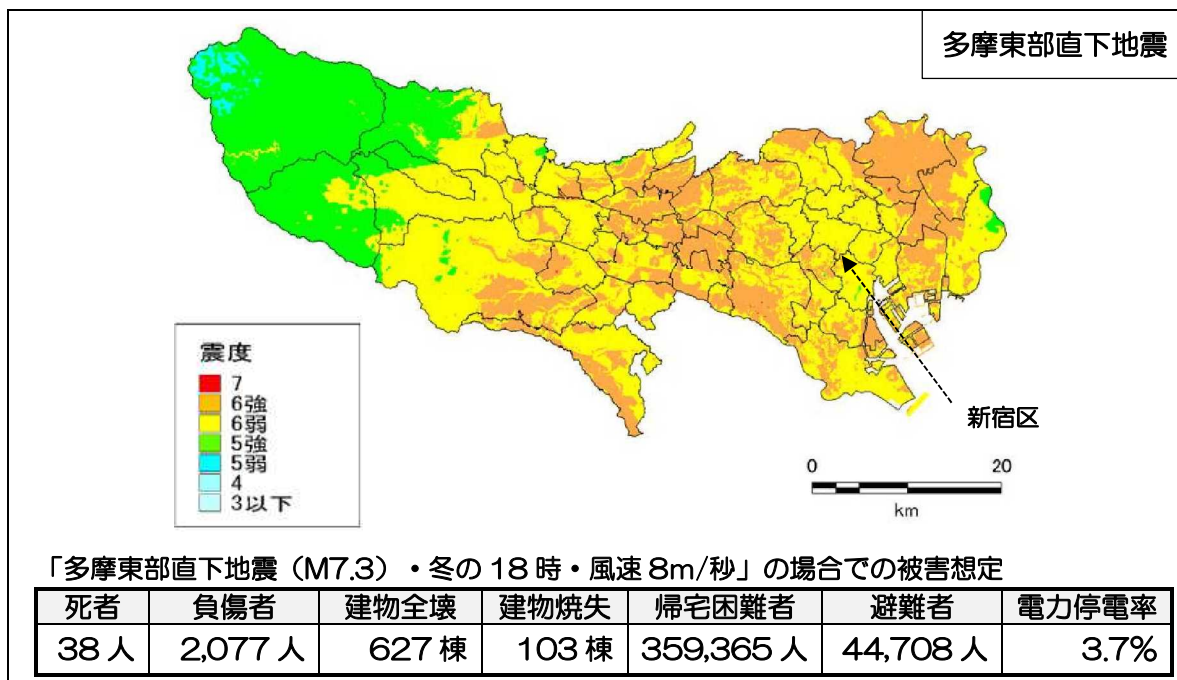 多摩東部直下地震
震度
7
6強
6弱
5強
5弱
4
3以下
新宿区
0 20
km
「多摩東部直下地震（M7.3）・冬の18時・風速8m/秒」の場合での被害想定
死者 負傷者 建物全壊 建物焼失 帰宅困難者 避難者 電力停電率
38人 2,077人 627棟 103棟 359,365人 44,708人 3.7%